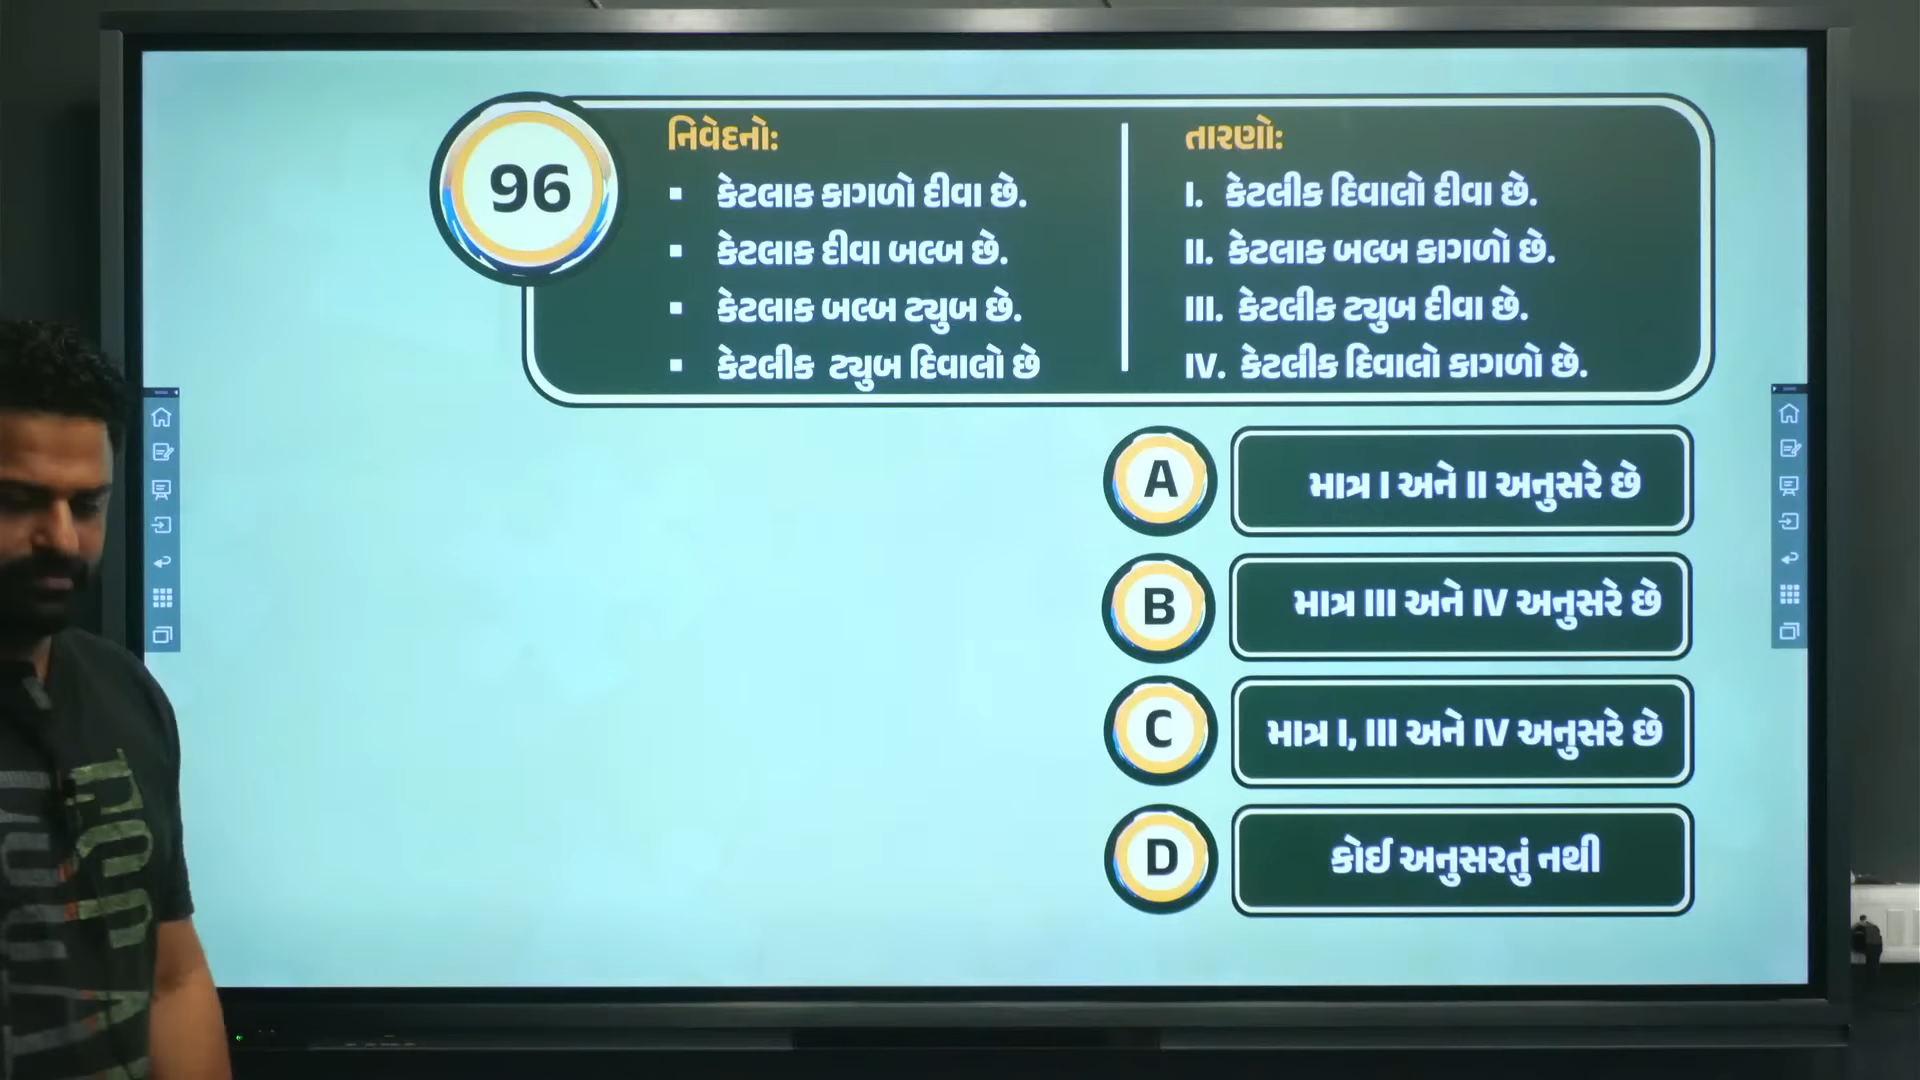 96
નિવેદનો:
▪ કેટલાક કાગળો દીવા છે.
▪ કેટલાક દીવા બલ્બ છે.
▪ કેટલાક બલ્બ ટ્યુબ છે.
▪ કેટલીક ટ્યુબ દિવાલો છે
તારણો:
I. કેટલીક દિવાલો દીવા છે.
II. કેટલાક બલ્બ કાગળો છે.
III. કેટલીક ટ્યુબ દીવા છે.
IV. કેટલીક દિવાલો કાગળો છે.
A માત્ર I અને II અનુસરે છે
B માત્ર III અને IV અનુસરે છે
C માત્ર I, III અને IV અનુસરે છે
D કોઈ અનુસરતું નથી